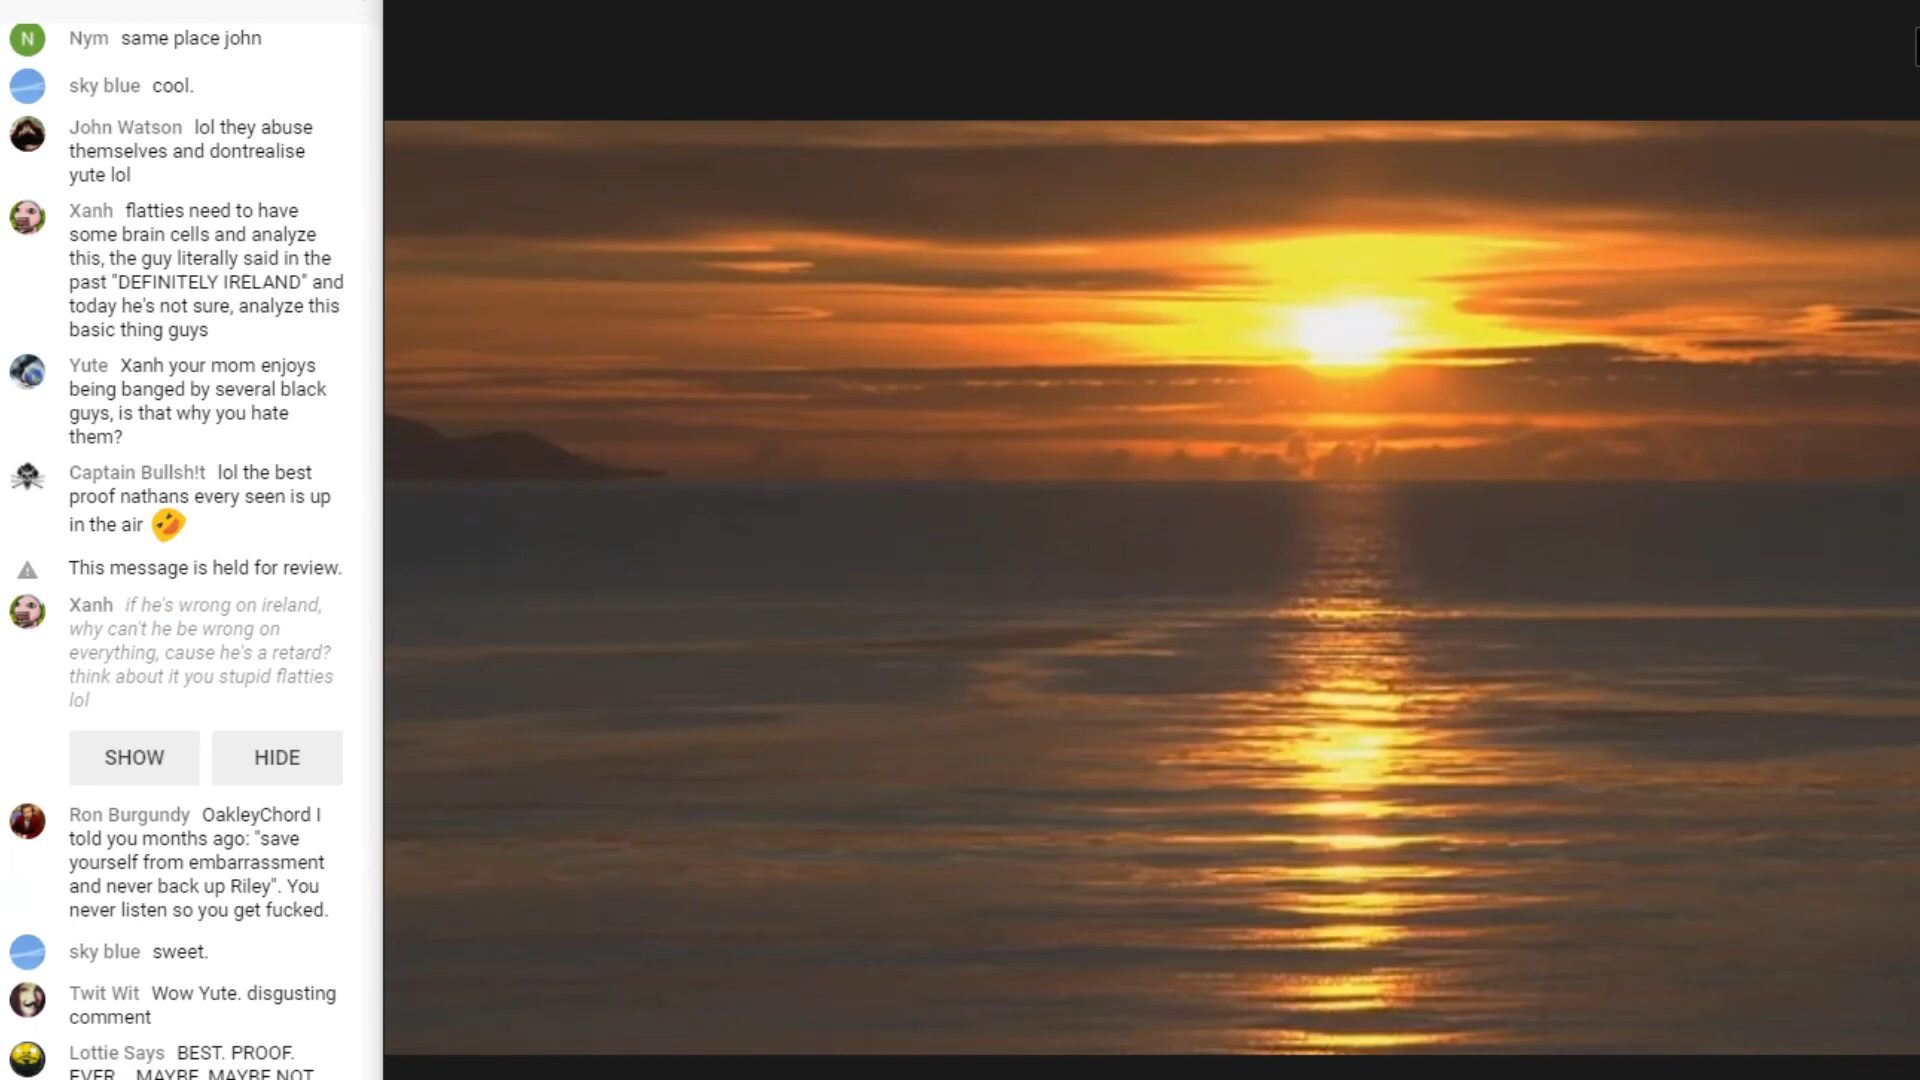 N Nym same place john
sky blue cool.
John Watson lol they abuse
themselves and dontrealise
yute lol
Xanh flatties need to have
some brain cells and analyze
this, the guy literally said in the
past "DEFINITELY IRELAND" and
today he's not sure, analyze this
basic thing guys
Yute Xanh your mom enjoys
being banged by several black
guys, is that why you hate
them?
Captain Bullsh!t lol the best
proof nathans every seen is up
in the air
This message is held for review.
Xanh if he's wrong on ireland,
why can't he be wrong on
everything, cause he's a retard?
think about it you stupid flatties
lol
SHOW HIDE
Ron Burgundy OakleyChord I
told you months ago: "save
yourself from embarrassment
and never back up Riley". You
never listen so you get fucked.
sky blue sweet.
Twit Wit Wow Yute. disgusting
comment
Lottie Says BEST. PROOF.
EVER... MAYBE. MAYBE NOT